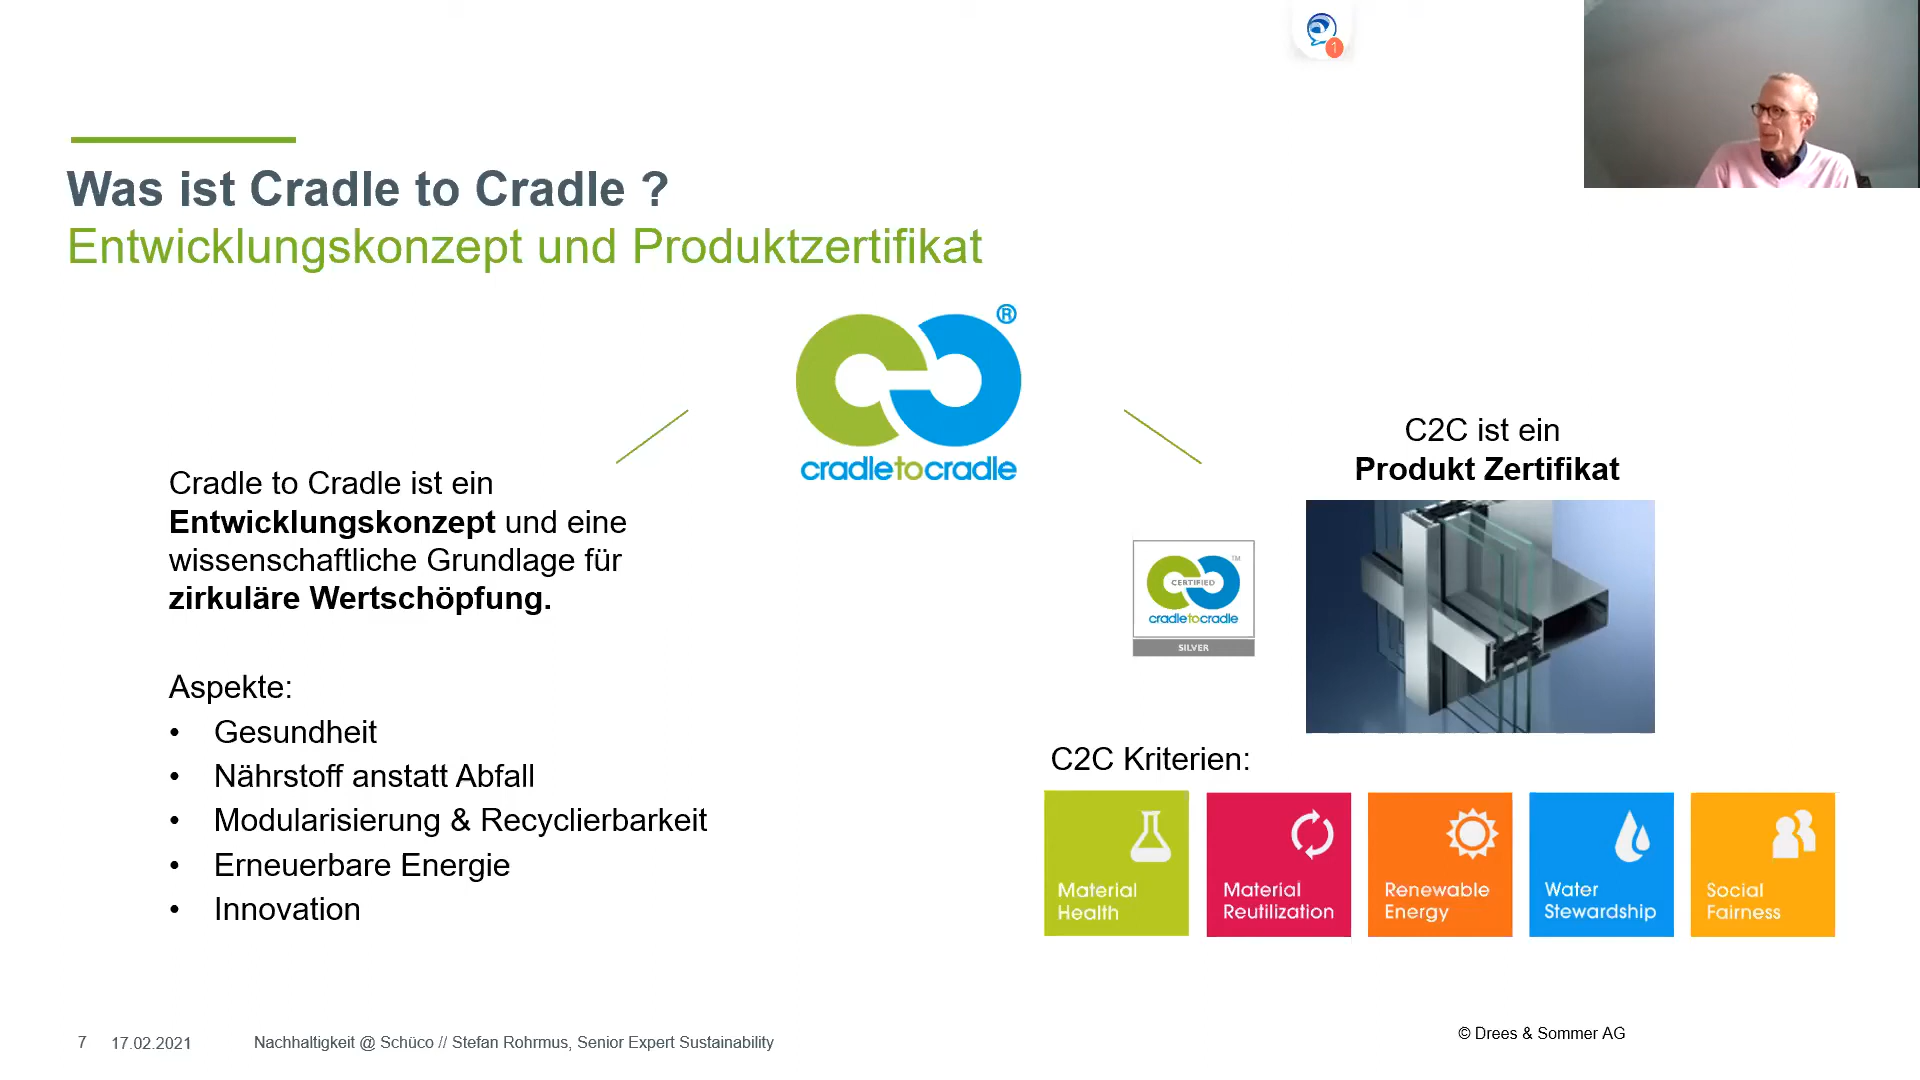 1
Was ist Cradle to Cradle ?
Entwicklungskonzept und Produktzertifikat
®
cradletocradle
Cradle to Cradle ist ein
Entwicklungskonzept und eine
wissenschaftliche Grundlage für
zirkuläre Wertschöpfung.
Aspekte:
• Gesundheit
• Nährstoff anstatt Abfall
• Modularisierung & Recyclierbarkeit
• Erneuerbare Energie
• Innovation
C2C ist ein
Produkt Zertifikat
TM
CERTIFIED
cradletocradle
SILVER
C2C Kriterien:
Material
Health
Material
Reutilization
Renewable
Energy
Water
Stewardship
Social
Fairness
7 17.02.2021 Nachhaltigkeit @ Schüco // Stefan Rohrmus, Senior Expert Sustainability
© Drees & Sommer AG